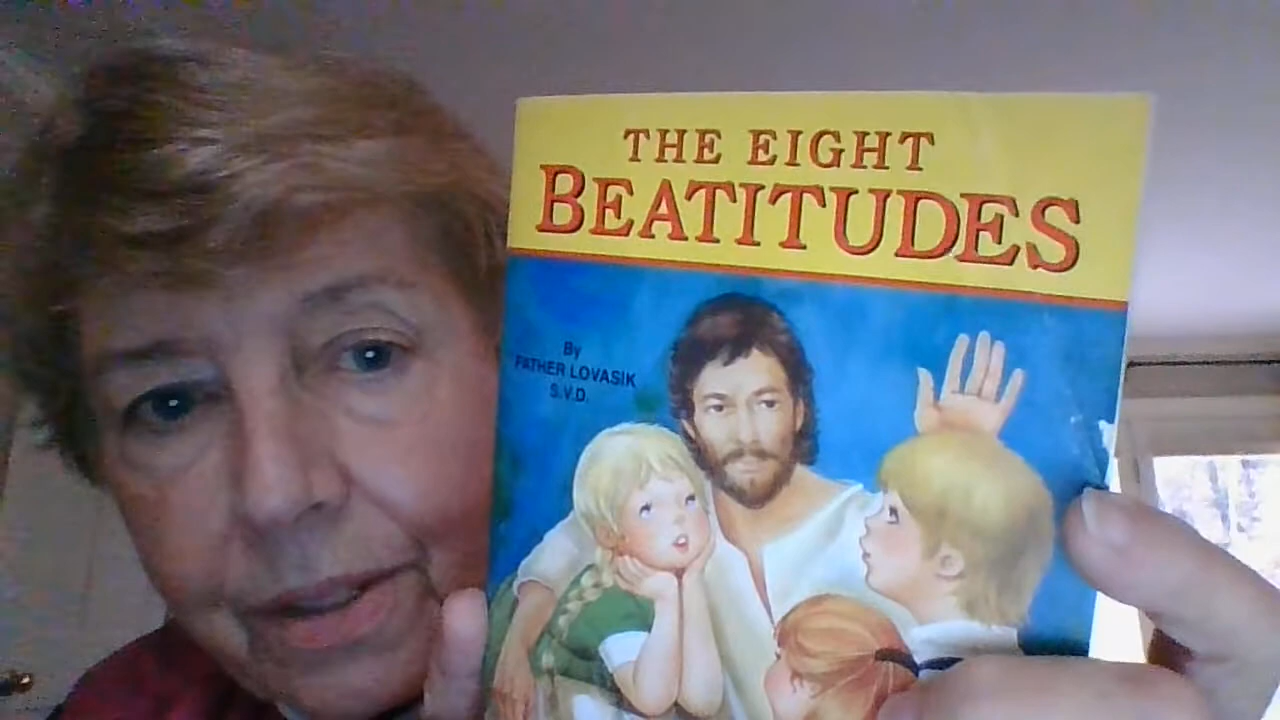 THE EIGHT
BEATITUDES
By
FATHER LOVASIK
S.V.D.